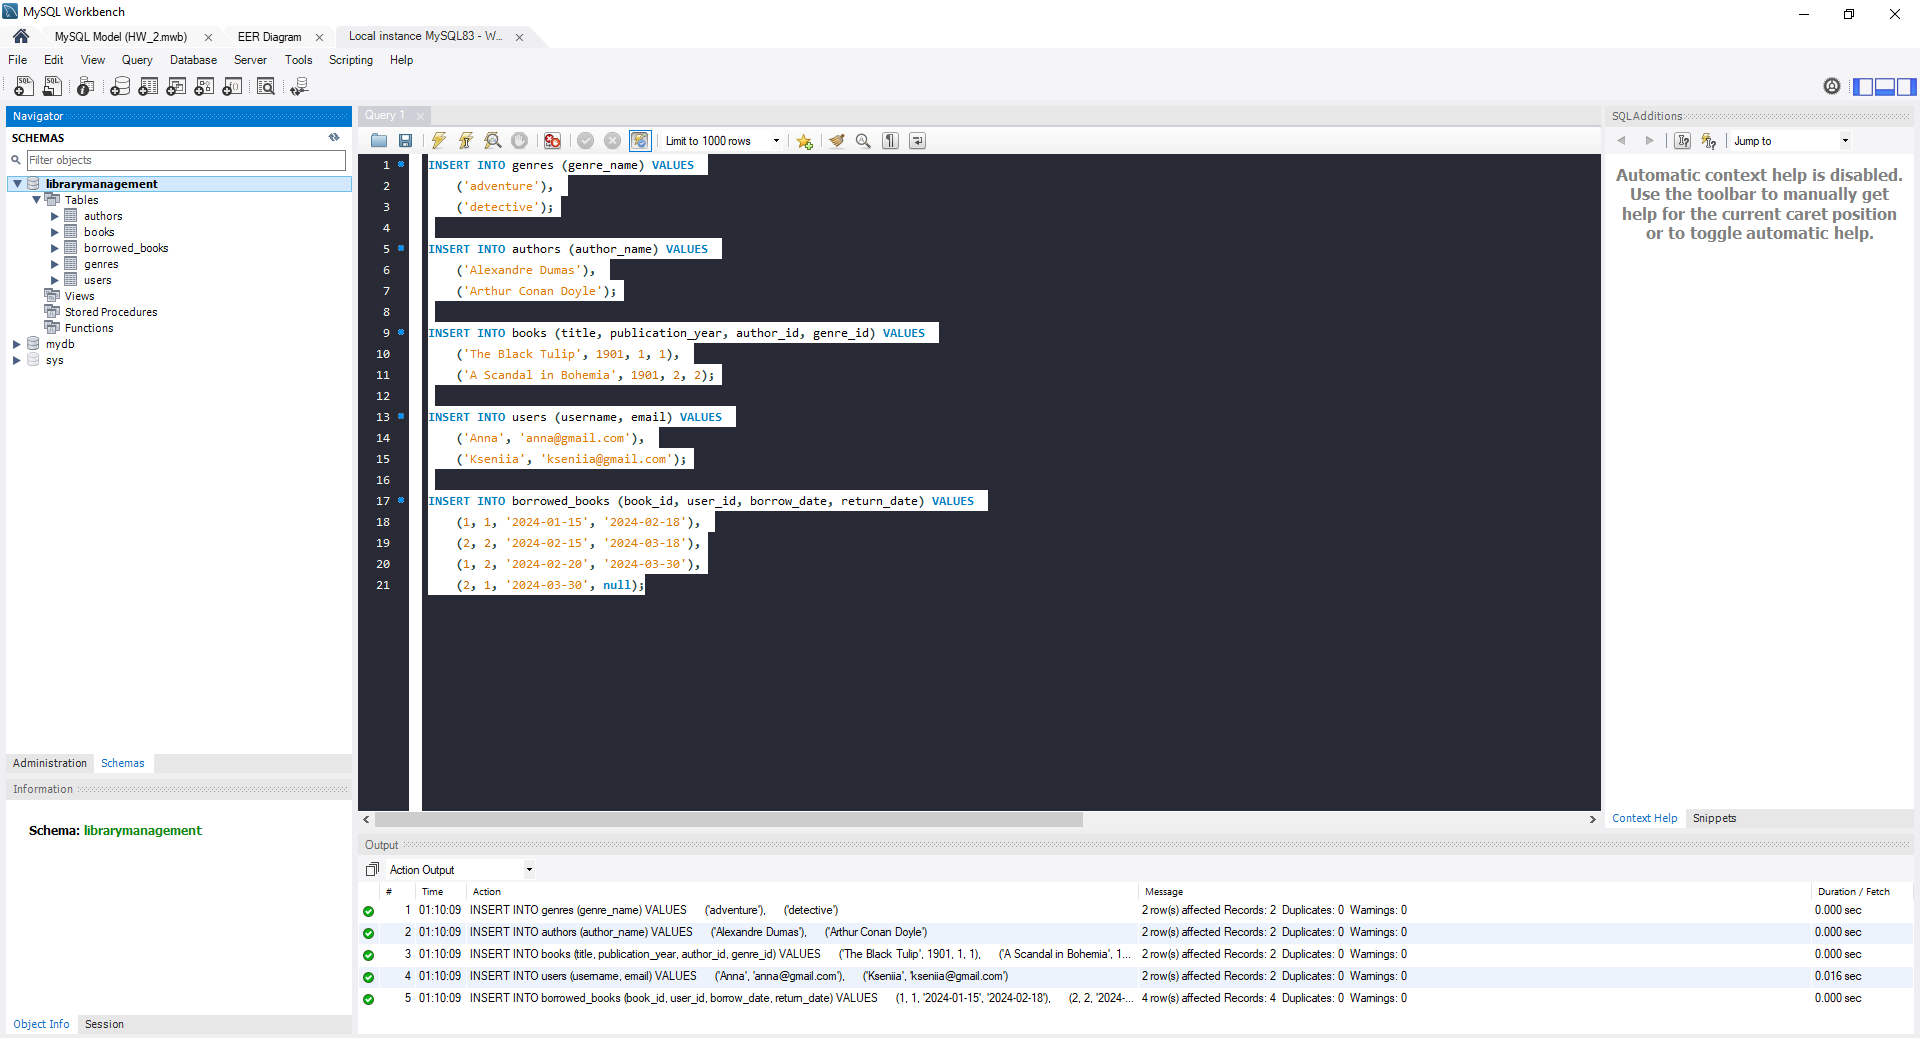 MySQL Workbench
MySQL Model (HW_2.mwb)
EER Diagram
Local instance MySQL83 - W...
File Edit View Query Database Server Tools Scripting Help
Navigator
SCHEMAS
Filter objects
librarymanagement
Tables
authors
books
borrowed_books
genres
users
Views
Stored Procedures
Functions
mydb
sys
Administration Schemas
Information
Schema: librarymanagement
Object Info Session
Query 1
Limit to 1000 rows
1 INSERT INTO genres (genre_name) VALUES
2 ('adventure'),
3 ('detective');
4
5 INSERT INTO authors (author_name) VALUES
6 ('Alexandre Dumas'),
7 ('Arthur Conan Doyle');
8
9 INSERT INTO books (title, publication_year, author_id, genre_id) VALUES
10 ('The Black Tulip', 1901, 1, 1),
11 ('A Scandal in Bohemia', 1901, 2, 2);
12
13 INSERT INTO users (username, email) VALUES
14 ('Anna', 'anna@gmail.com'),
15 ('Kseniia', 'kseniia@gmail.com');
16
17 INSERT INTO borrowed_books (book_id, user_id, borrow_date, return_date) VALUES
18 (1, 1, '2024-01-15', '2024-02-18'),
19 (2, 2, '2024-02-15', '2024-03-18'),
20 (1, 2, '2024-02-20', '2024-03-30'),
21 (2, 1, '2024-03-30', null);
SQLAdditions
Jump to
Automatic context help is disabled.
Use the toolbar to manually get
help for the current caret position
or to toggle automatic help.
Context Help Snippets
Output
Action Output
# Time Action Message Duration / Fetch
1 01:10:09 INSERT INTO genres (genre_name) VALUES ('adventure'), ('detective') 2 row(s) affected Records: 2 Duplicates: 0 Warnings: 0 0.000 sec
2 01:10:09 INSERT INTO authors (author_name) VALUES ('Alexandre Dumas'), ('Arthur Conan Doyle') 2 row(s) affected Records: 2 Duplicates: 0 Warnings: 0 0.000 sec
3 01:10:09 INSERT INTO books (title, publication_year, author_id, genre_id) VALUES ('The Black Tulip', 1901, 1, 1), ('A Scandal in Bohemia', 1... 2 row(s) affected Records: 2 Duplicates: 0 Warnings: 0 0.000 sec
4 01:10:09 INSERT INTO users (username, email) VALUES ('Anna', 'anna@gmail.com'), ('Kseniia', 'kseniia@gmail.com') 2 row(s) affected Records: 2 Duplicates: 0 Warnings: 0 0.016 sec
5 01:10:09 INSERT INTO borrowed_books (book_id, user_id, borrow_date, return_date) VALUES (1, 1, '2024-01-15', '2024-02-18'), (2, 2, '2024-... 4 row(s) affected Records: 4 Duplicates: 0 Warnings: 0 0.000 sec